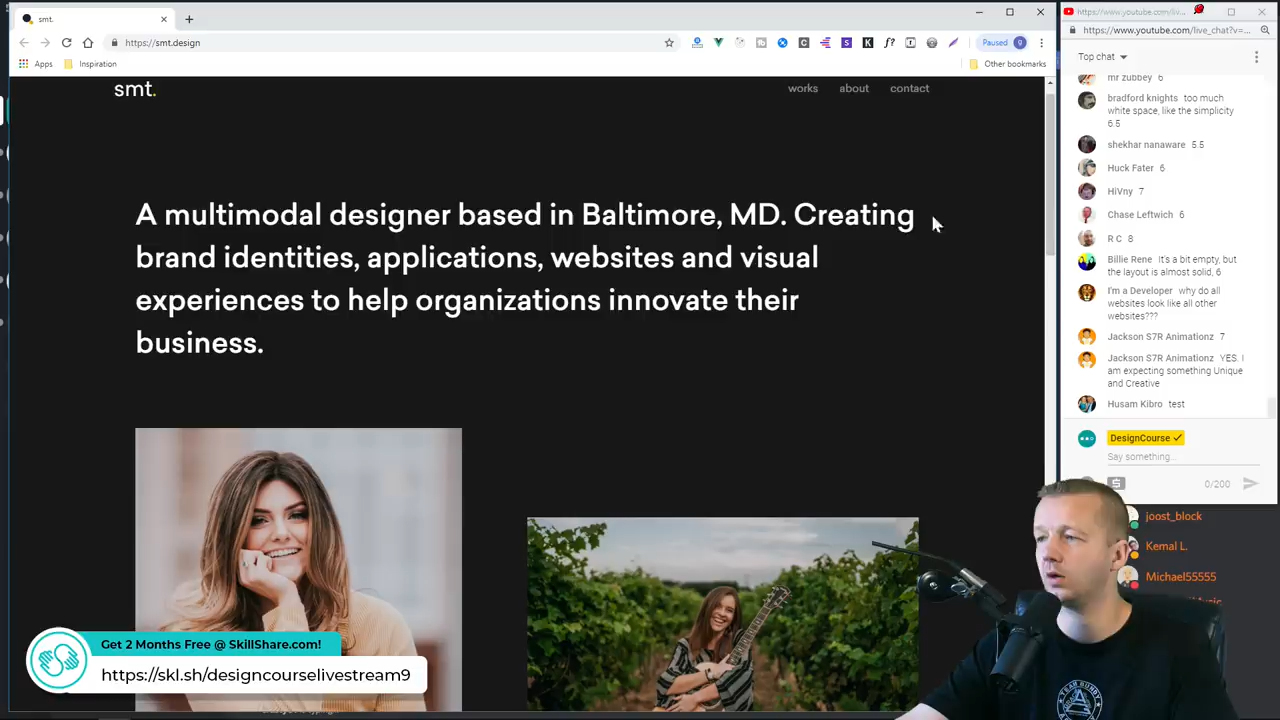 smt.
https://smt.design
Paused
Apps
Inspiration
Other bookmarks
smt.
works
about
contact
A multimodal designer based in Baltimore, MD. Creating
brand identities, applications, websites and visual
experiences to help organizations innovate their
business.
Get 2 Months Free @ SkillShare.com!
https://skl.sh/designcourselivestream9
https://www.youtube.com/liv...
https://www.youtube.com/live_chat?v=...
Top chat
mr zubbey 6
bradford knights too much
white space, like the simplicity
6.5
shekhar nanaware 5.5
Huck Fater 6
HiVny 7
Chase Leftwich 6
R C 8
Billie Rene It's a bit empty, but
the layout is almost solid, 6
I'm a Developer why do all
websites look like all other
websites???
Jackson S7R Animationz 7
Jackson S7R Animationz YES. I
am expecting something Unique
and Creative
Husam Kibro test
DesignCourse
Say something...
0/200
joost_block
Kemal L.
Michael55555